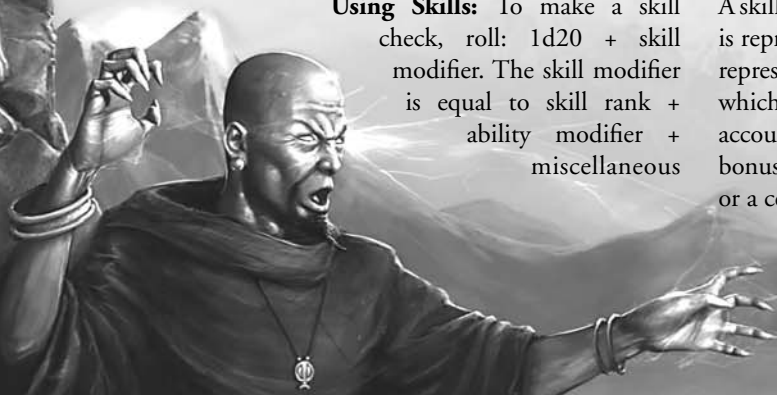 Using Skills: To make a skill
check, roll: 1d20 + skill
modifier. The skill modifier
is equal to skill rank +
ability modifier +
miscellaneous
A skill
is
which
bonus
or a